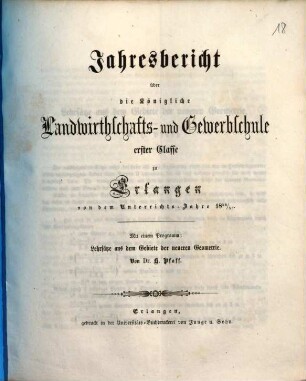 18
Jahresbericht
über
die Königliche
Landwirthschafts- und Gewerbschule
erster Classe
zu
Erlangen
von dem Unterrichts-Jahre
Mit einem Programm:
Lehrsätze aus dem Gebiete der neueren Geometrie.
Von Dr. H. Pfaff.
Erlangen,
gedruckt in der Universitäts-Buchdruckerei von Junge u. Sohn.